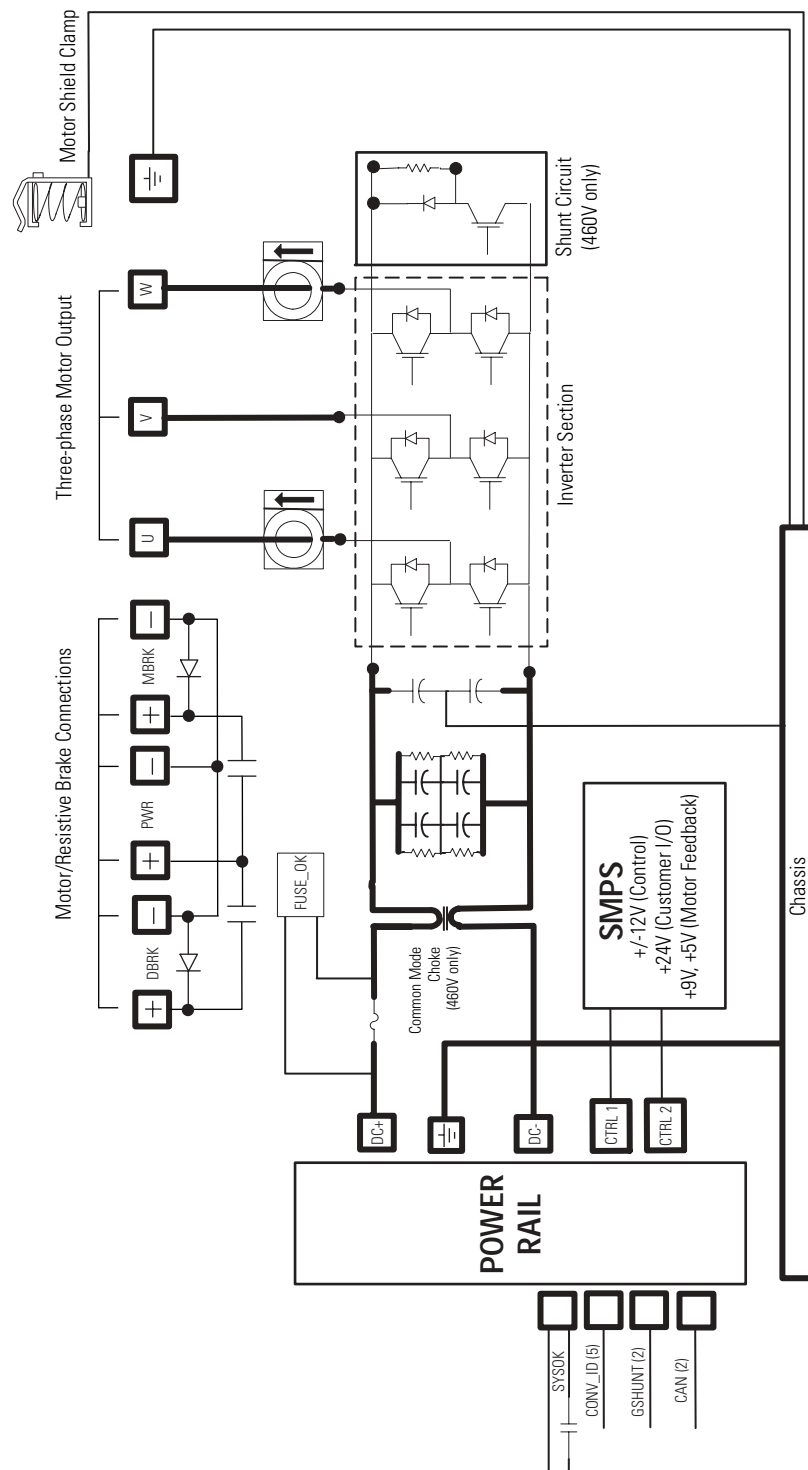 Motor Shield Clamp
Three-phase Motor Output
W
V
U
Motor/Resistive Brake Connections
MBRK
PWR
DBRK
Shunt Circuit
(460V only)
Inverter Section
FUSE_OK
Common Mode
Choke
(460V only)
SMPS
+/-12V (Control)
+24V (Customer I/O)
+9V, +5V (Motor Feedback)
DC+
DC-
CTRL 1
CTRL 2
POWER
RAIL
SYSOK
CONV_ID (5)
GSHUNT (2)
CAN (2)
Chassis